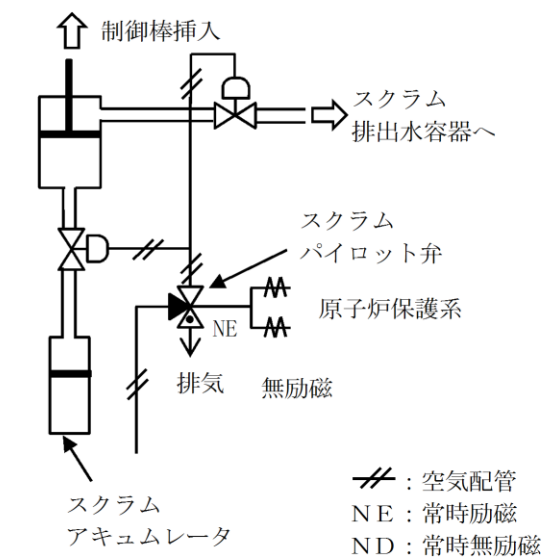 制御棒挿入
スクラム
排出水容器へ
スクラム
パイロット弁
原子炉保護系
NE
排気
無励磁
スクラム
アキュムレータ
：空気配管
ＮＥ：常時励磁
ＮＤ：常時無励磁